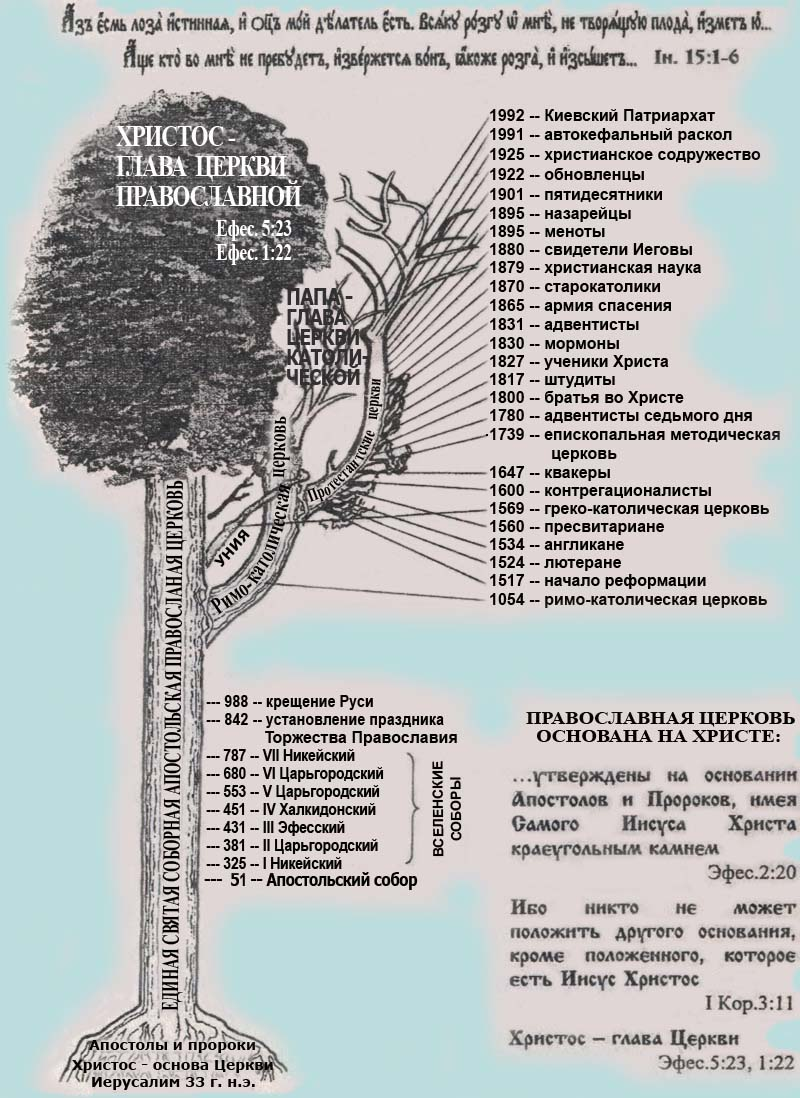 Азъ есмь лоза истинная, и Оц҃ъ мой дѣлатель есть. Всяку розгу ѡ мнѣ, не творящую плода, изметъ ю...
Аще кто во мнѣ не пребудетъ, извержется вонъ, якоже розга, и изсышетъ... Ін. 15:1-6
ХРИСТОС -
ГЛАВА ЦЕРКВИ
ПРАВОСЛАВНОЙ
Ефес. 5:23
Ефес. 1:22
ПАПА -
ГЛАВА
ЦЕРКВИ
КАТОЛИ-
ЧЕСКОЙ
1992 -- Киевский Патриархат
1991 -- автокефальный раскол
1925 -- христианское содружество
1922 -- обновленцы
1901 -- пятидесятники
1895 -- назарейцы
1895 -- меноты
1880 -- свидетели Иеговы
1879 -- христианская наука
1870 -- старокатолики
1865 -- армия спасения
1831 -- адвентисты
1830 -- мормоны
1827 -- ученики Христа
1817 -- штудиты
1800 -- братья во Христе
1780 -- адвентисты седьмого дня
1739 -- епископальная методическая
церковь
1647 -- квакеры
1600 -- контрегационалисты
1569 -- греко-католическая церковь
1560 -- пресвитариане
1534 -- англикане
1524 -- лютеране
1517 -- начало реформации
1054 -- римо-католическая церковь
Протестантские церкви
Римо-католическая церковь
УНИЯ
ЕДИНАЯ СВЯТАЯ СОБОРНАЯ АПОСТОЛЬСКАЯ ПРАВОСЛАНАЯ ЦЕРКОВЬ
--- 988 -- крещение Руси
--- 842 -- установление праздника
Торжества Православия
--- 787 -- VII Никейский
--- 680 -- VI Царьгородский
--- 553 -- V Царьгородский
--- 451 -- IV Халкидонский
--- 431 -- III Эфесский
--- 381 -- II Царьгородский
--- 325 -- I Никейский
--- 51 -- Апостольский собор
ВСЕЛЕНСКИЕ
СОБОРЫ
ПРАВОСЛАВНАЯ ЦЕРКОВЬ
ОСНОВАНА НА ХРИСТЕ:
...утверждены на основании
Апостолов и Пророков, имея
Самого Иисуса Христа
краеугольным камнем
Эфес.2:20
Ибо никто не может
положить другого основания,
кроме положенного, которое
есть Иисус Христос
I Кор.3:11
Христос – глава Церкви
Эфес.5:23, 1:22
Апостолы и пророки
Христос - основа Церкви
Иерусалим 33 г. н.э.